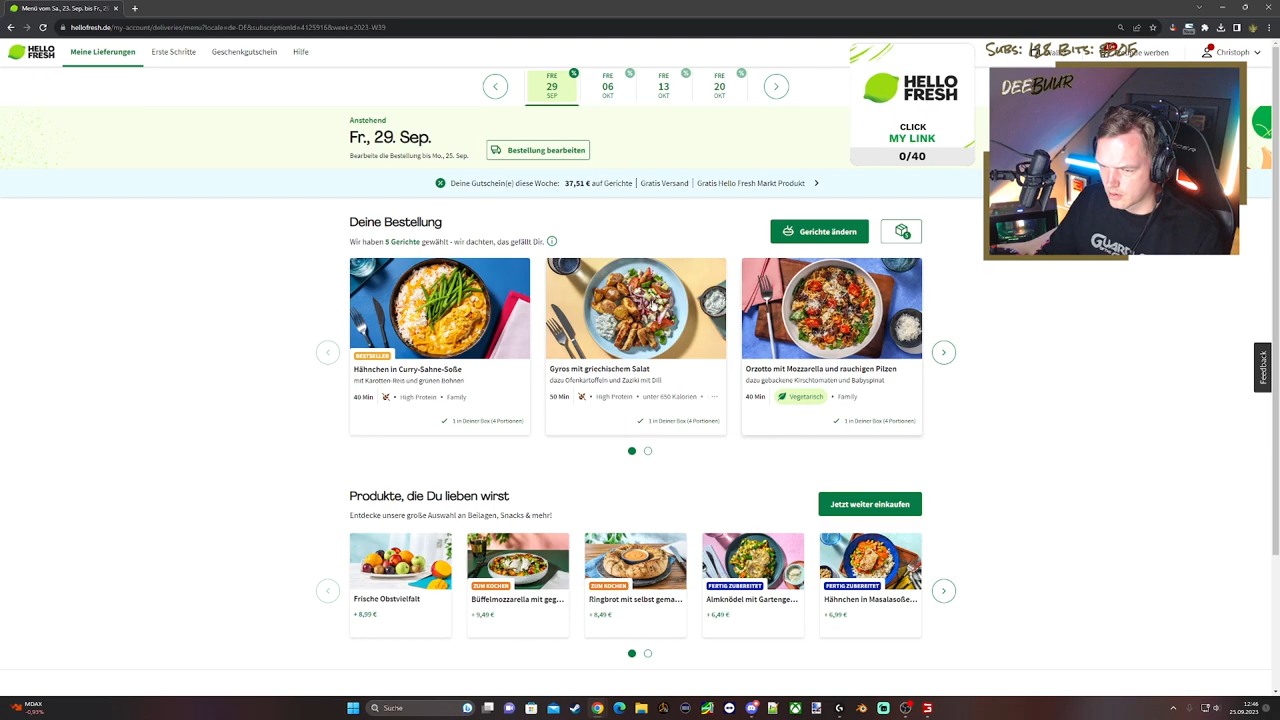 Menü vom Sa., 23. Sep. bis Fr., 2
hellofresh.de/my-account/deliveries/menu?locale=de-DE&subscriptionId=4125916&week=2023-W39
HELLO FRESH
Meine Lieferungen
Erste Schritte
Geschenkgutschein
Hilfe
Christoph
FRE 29 SEP
FRE 06 OKT
FRE 13 OKT
FRE 20 OKT
HELLO FRESH
CLICK
MY LINK
0/40
DEEBUUR
Anstehend
Fr., 29. Sep.
Bearbeite die Bestellung bis Mo., 25. Sep.
Bestellung bearbeiten
Deine Gutschein(e) diese Woche: 37,51 € auf Gerichte | Gratis Versand | Gratis Hello Fresh Markt Produkt
Deine Bestellung
Wir haben 5 Gerichte gewählt - wir dachten, das gefällt Dir.
Gerichte ändern
5
BESTSELLER
Hähnchen in Curry-Sahne-Soße
mit Karotten-Reis und grünen Bohnen
40 Min • High Protein • Family
1 in Deiner Box (4 Portionen)
Gyros mit griechischem Salat
dazu Ofenkartoffeln und Zaziki mit Dill
50 Min • High Protein • unter 650 Kalorien • ...
1 in Deiner Box (4 Portionen)
Orzotto mit Mozzarella und rauchigen Pilzen
dazu gebackene Kirschtomaten und Babyspinat
40 Min Vegetarisch • Family
1 in Deiner Box (4 Portionen)
Feedback
Produkte, die Du lieben wirst
Entdecke unsere große Auswahl an Beilagen, Snacks & mehr!
Jetzt weiter einkaufen
Frische Obstvielfalt
+ 8,99 €
ZUM KOCHEN
Büffelmozzarella mit geg...
+ 9,49 €
ZUM KOCHEN
Ringbrot mit selbst gema...
+ 8,49 €
FERTIG ZUBEREITET
Almknödel mit Gartenge...
+ 6,49 €
FERTIG ZUBEREITET
Hähnchen in Masalasoße...
+ 6,99 €
MDAX
-0,93%
Suche
12:46
25.09.2023